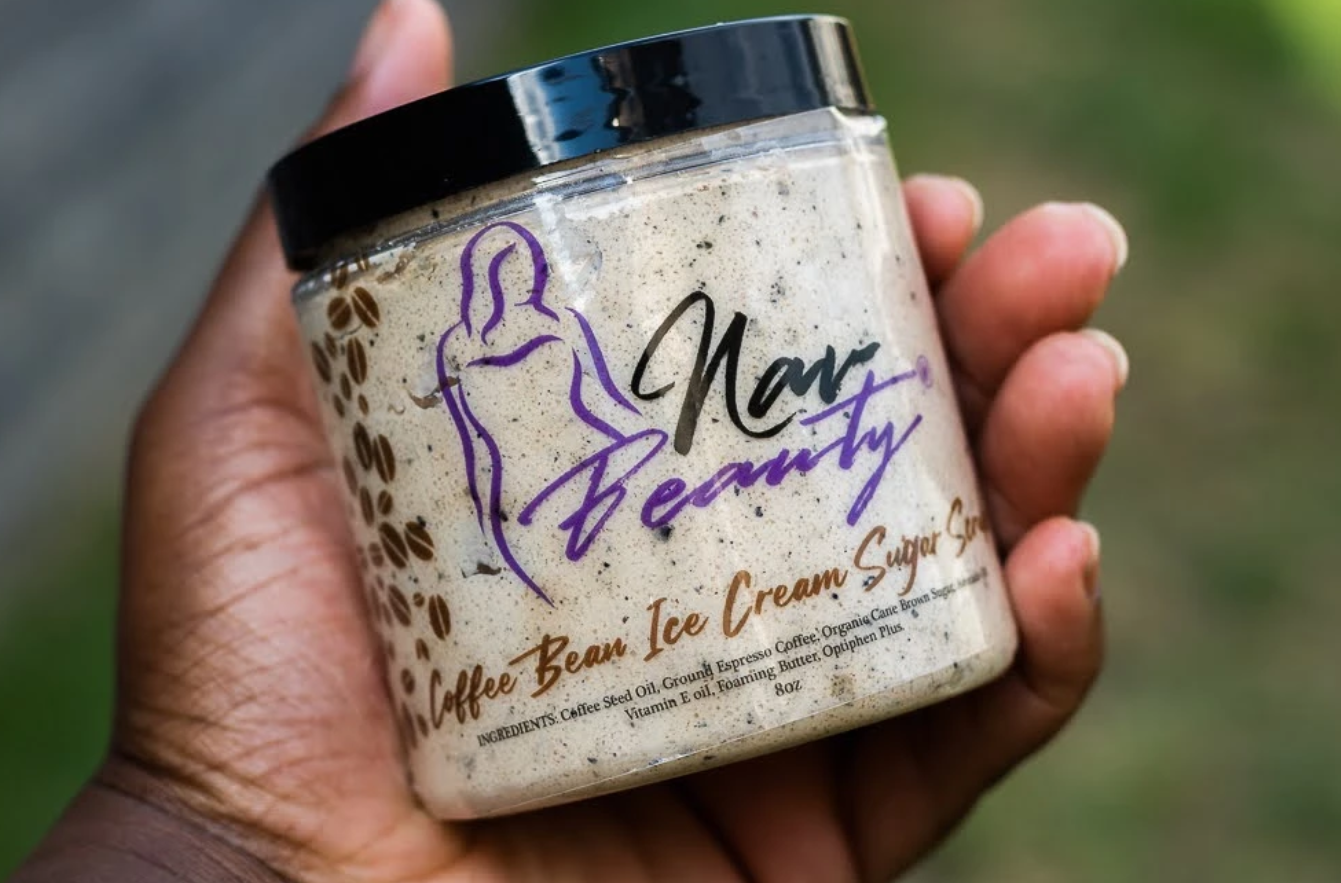 Nav
Beauty
Coffee Bean Ice Cream Sugar
INGREDIENTS: Coffee Seed Oil, Ground Espresso Coffee, Organic Cane Brown Sugar,
Vitamin E oil, Foaming Butter, Optiphen Plus.
8oz